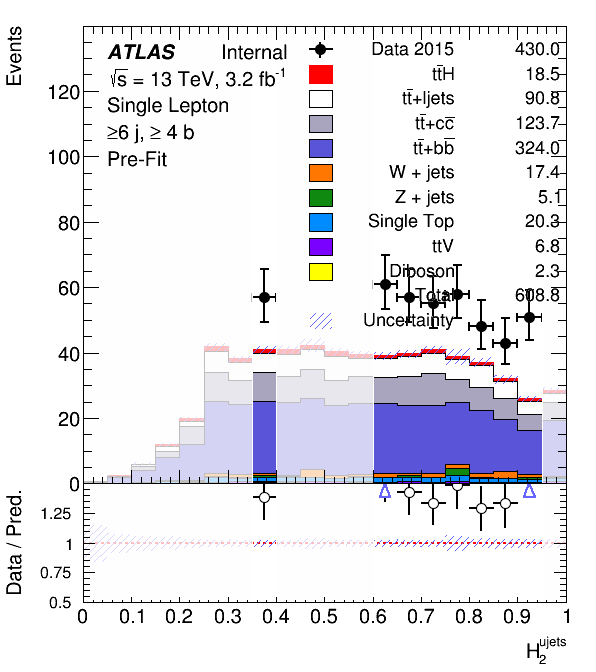 Events
ATLAS Internal
√s = 13 TeV, 3.2 fb-1
Single Lepton
≥6 j, ≥ 4 b
Pre-Fit
Data 2015 430.0
tt̄H 18.5
tt̄+ljets 90.8
tt̄+cc̄ 123.7
tt̄+bb̄ 324.0
W + jets 17.4
Z + jets 5.1
Single Top 20.3
ttV 6.8
Diboson 2.3
Total 608.8
Uncertainty
120
100
80
60
40
20
0
Data / Pred.
1.25
1
0.75
0.5
0 0.1 0.2 0.3 0.4 0.5 0.6 0.7 0.8 0.9 1
H2ujets